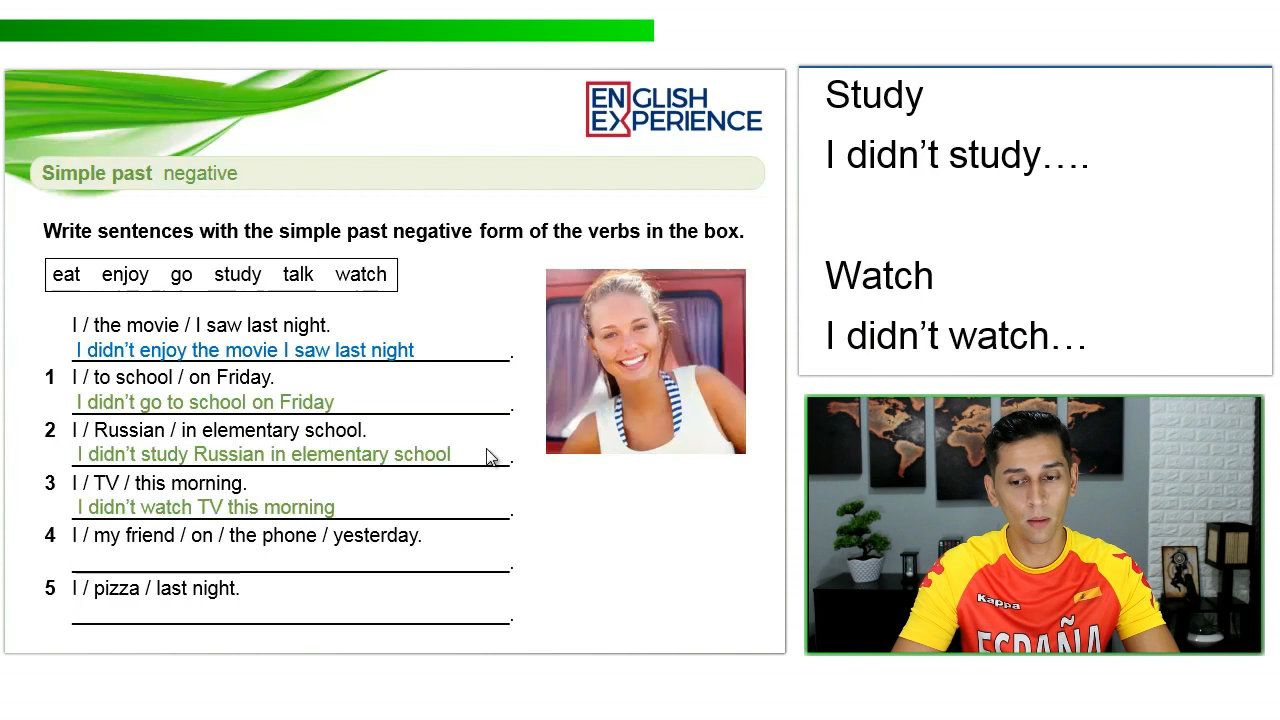 ENGLISH
EXPERIENCE
Simple past negative
Write sentences with the simple past negative form of the verbs in the box.
eat enjoy go study talk watch
I / the movie / I saw last night.
I didn't enjoy the movie I saw last night.
1 I / to school / on Friday.
I didn't go to school on Friday.
2 I / Russian / in elementary school.
I didn't study Russian in elementary school.
3 I / TV / this morning.
I didn't watch TV this morning.
4 I / my friend / on / the phone / yesterday.
.
5 I / pizza / last night.
.
Study
I didn't study….
Watch
I didn't watch…
Kappa
ESPAÑA